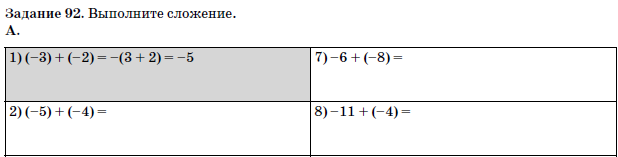 Задание 92. Выполните сложение.
А.
1) (−3) + (−2) = −(3 + 2) = −5
7) −6 + (−8) =
2) (−5) + (−4) =
8) −11 + (−4) =